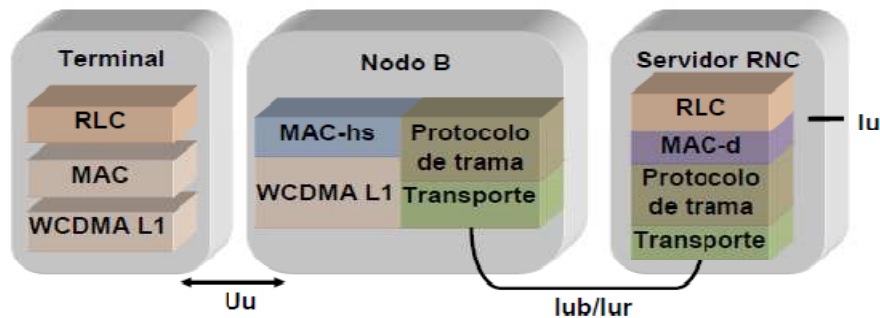 Terminal
RLC
MAC
WCDMA L1
Uu
Nodo B
MAC-hs
WCDMA L1
Protocolo
de trama
Transporte
Iub/Iur
Servidor RNC
RLC
MAC-d
Protocolo
de trama
Transporte
Iu